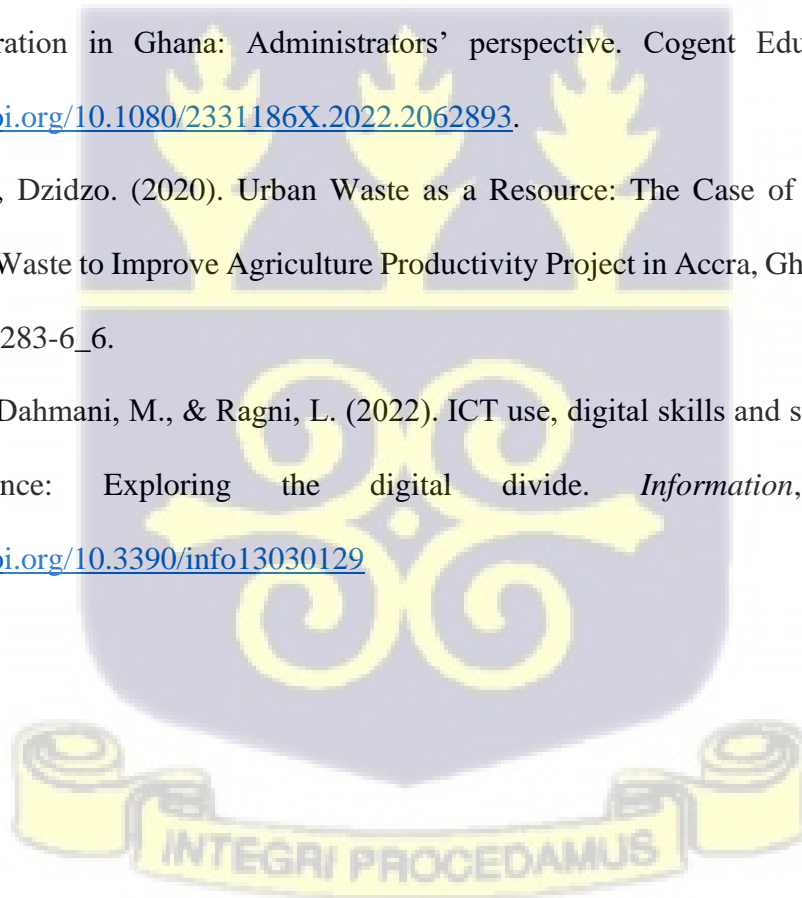 ration in Ghana: Administrators’ perspective. Cogent Edu
oi.org/10.1080/2331186X.2022.2062893.
, Dzidzo. (2020). Urban Waste as a Resource: The Case of
Waste to Improve Agriculture Productivity Project in Accra, Gh
283-6_6.
Dahmani, M., & Ragni, L. (2022). ICT use, digital skills and s
nce: Exploring the digital divide. Information,
oi.org/10.3390/info13030129
INTEGRI PROCEDAMUS